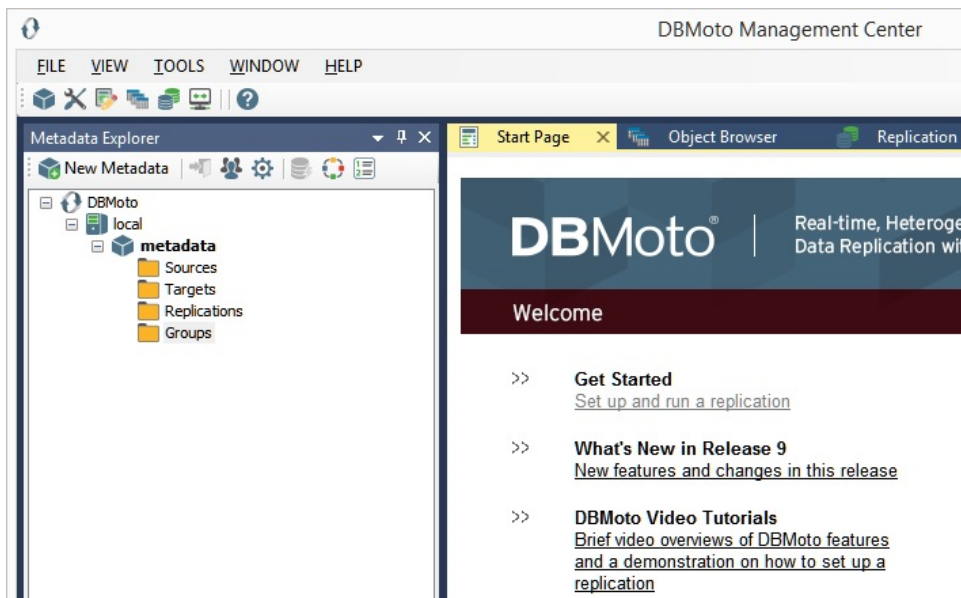 DBMoto Management Center
FILE VIEW TOOLS WINDOW HELP
Metadata Explorer
New Metadata
DBMoto
local
metadata
Sources
Targets
Replications
Groups
Start Page Object Browser Replication
DBMoto®
Real-time, Heteroge
Data Replication wit
Welcome
>> Get Started
Set up and run a replication
>> What's New in Release 9
New features and changes in this release
>> DBMoto Video Tutorials
Brief video overviews of DBMoto features
and a demonstration on how to set up a
replication